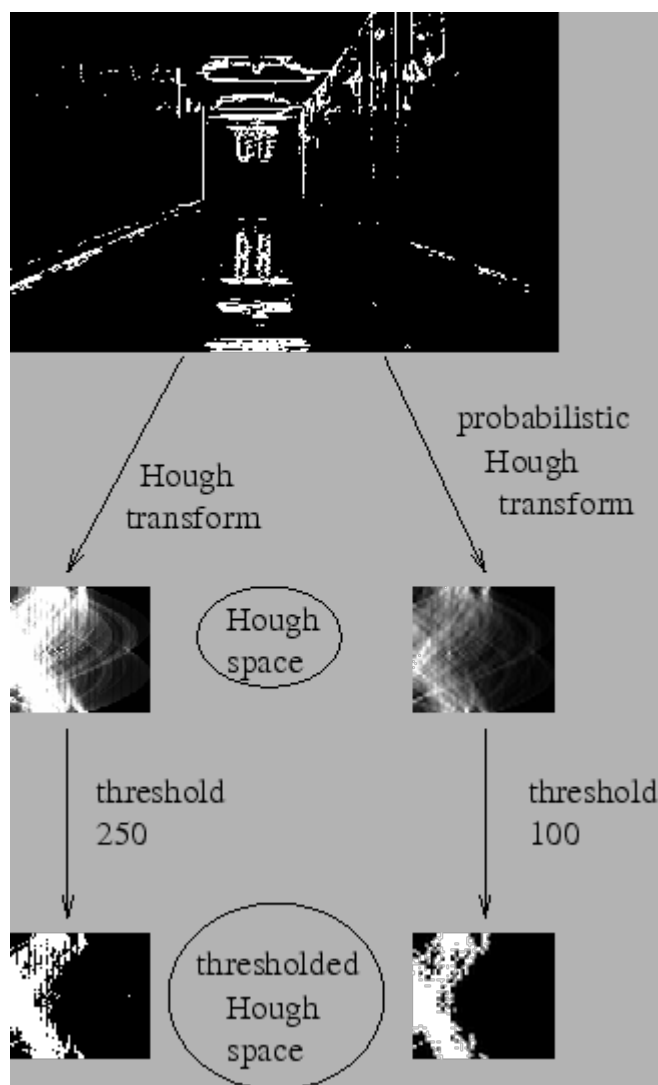 probabilistic
Hough
transform
Hough
transform
Hough
space
threshold
250
threshold
100
thresholded
Hough
space